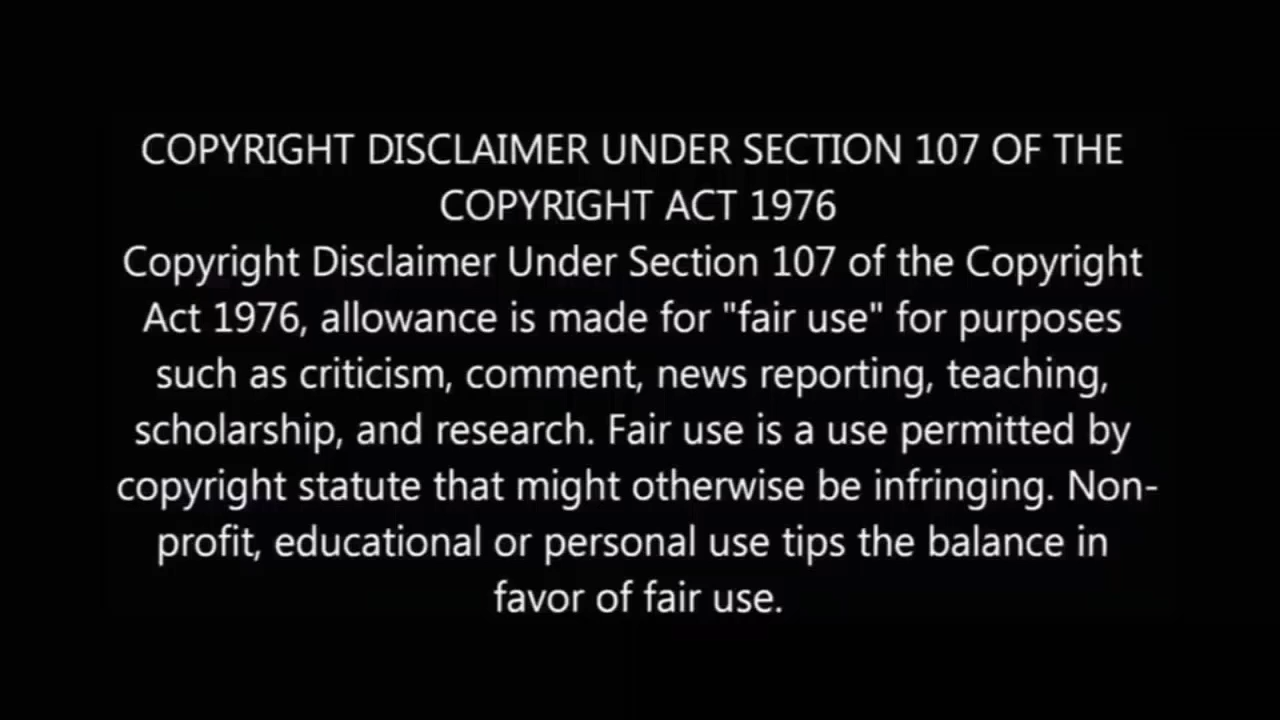 COPYRIGHT DISCLAIMER UNDER SECTION 107 OF THE
COPYRIGHT ACT 1976
Copyright Disclaimer Under Section 107 of the Copyright
Act 1976, allowance is made for "fair use" for purposes
such as criticism, comment, news reporting, teaching,
scholarship, and research. Fair use is a use permitted by
copyright statute that might otherwise be infringing. Non-
profit, educational or personal use tips the balance in
favor of fair use.